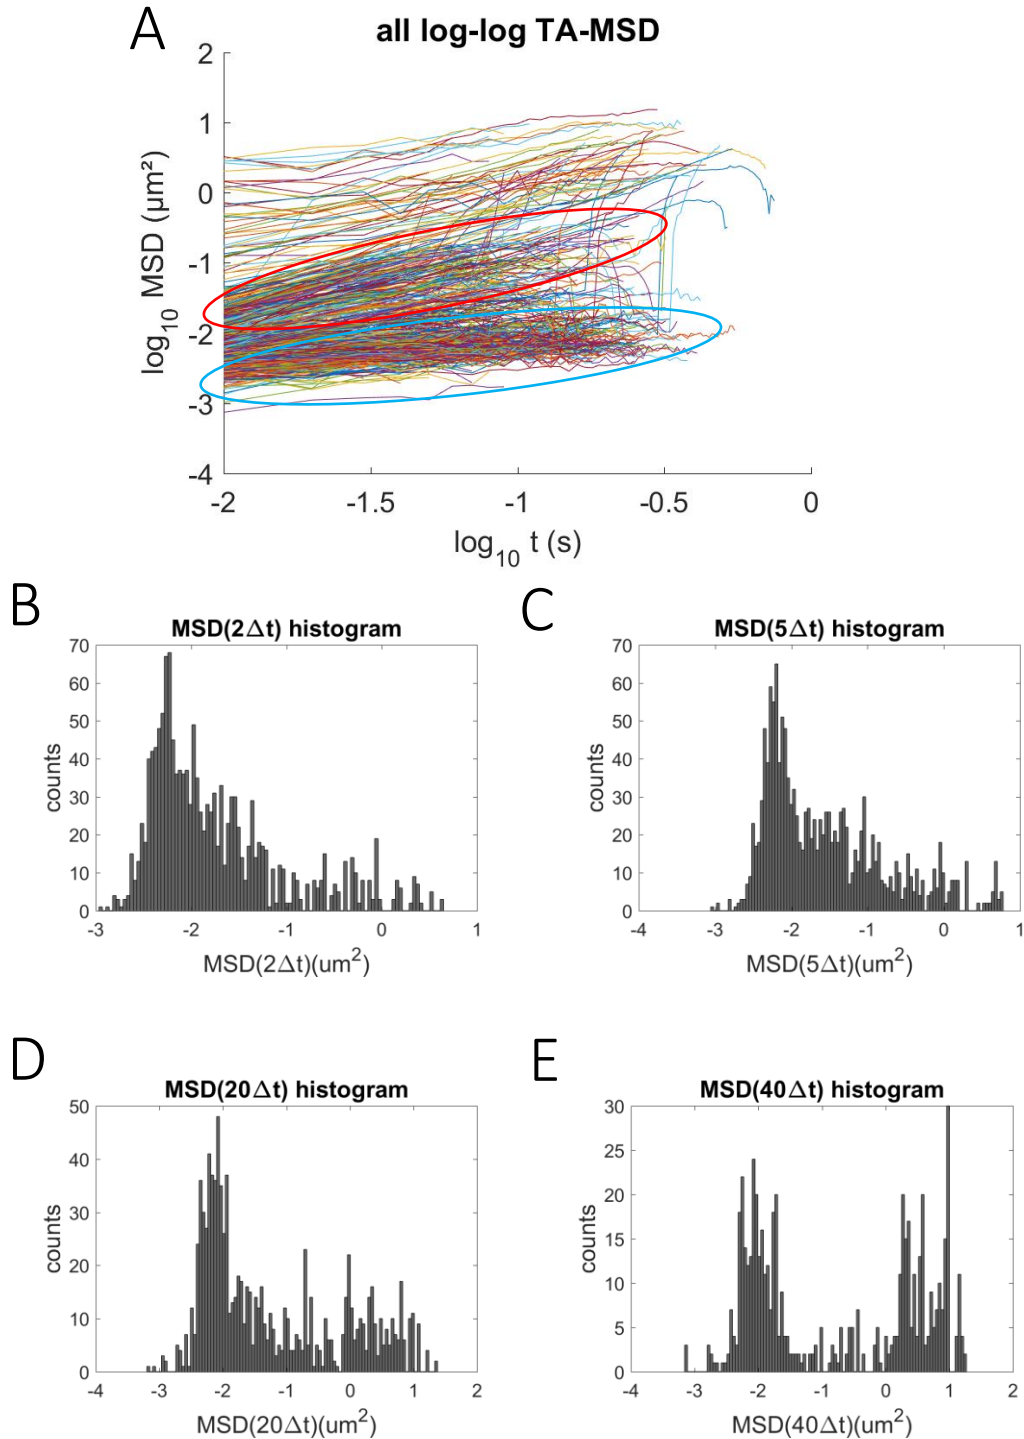 A
all log-log TA-MSD
log₁₀ MSD (µm²)
2
1
0
-1
-2
-3
-4
-2 -1.5 -1 -0.5 0
log₁₀ t (s)
B
MSD(2Δt) histogram
counts
70
60
50
40
30
20
10
0
-3 -2 -1 0 1
MSD(2Δt)(um²)
C
MSD(5Δt) histogram
counts
70
60
50
40
30
20
10
0
-4 -3 -2 -1 0 1
MSD(5Δt)(um²)
D
MSD(20Δt) histogram
counts
50
40
30
20
10
0
-4 -3 -2 -1 0 1 2
MSD(20Δt)(um²)
E
MSD(40Δt) histogram
counts
30
25
20
15
10
5
0
-4 -3 -2 -1 0 1 2
MSD(40Δt)(um²)